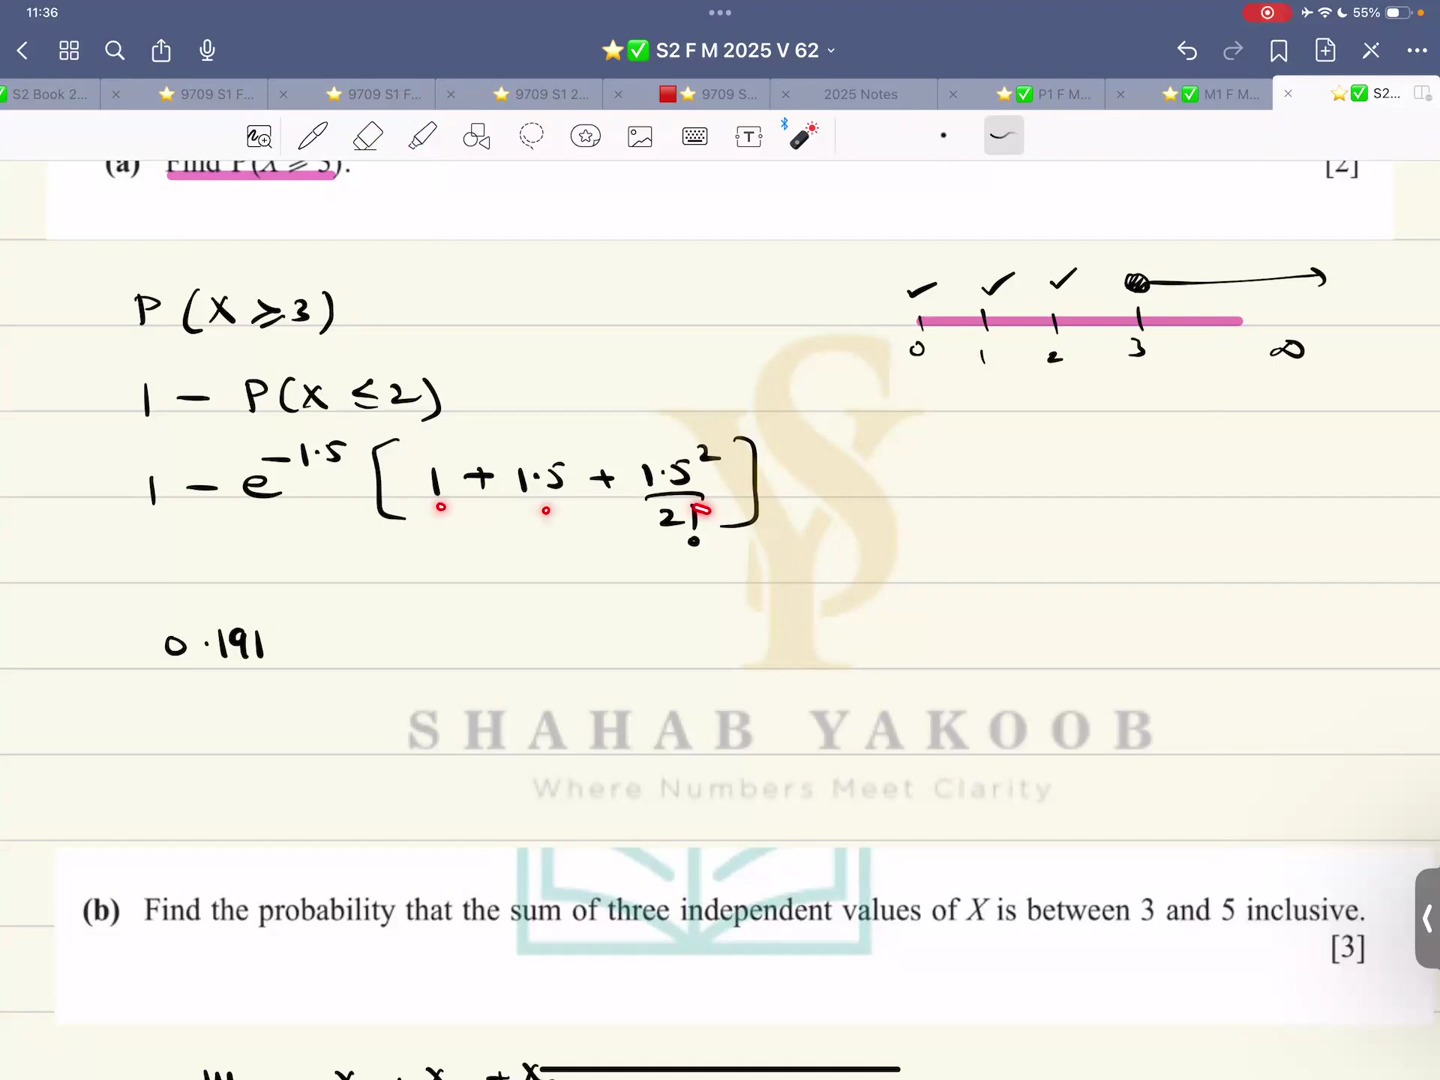 11:36
55%
S2 F M 2025 V 62
S2 Book 2...
9709 S1 F...
9709 S1 F...
9709 S1 2...
9709 S...
2025 Notes
P1 F M...
M1 F M...
S2...
(a) Find P(X ⩾ 3). [2]
P (X ⩾ 3)
1 − P(X ≤ 2)
1 − e^{−1.5} [ 1 + 1.5 + 1.5²/2! ]
0 1 2 3 ∞
0.191
SHAHAB YAKOOB
Where Numbers Meet Clarity
(b) Find the probability that the sum of three independent values of X is between 3 and 5 inclusive.
[3]